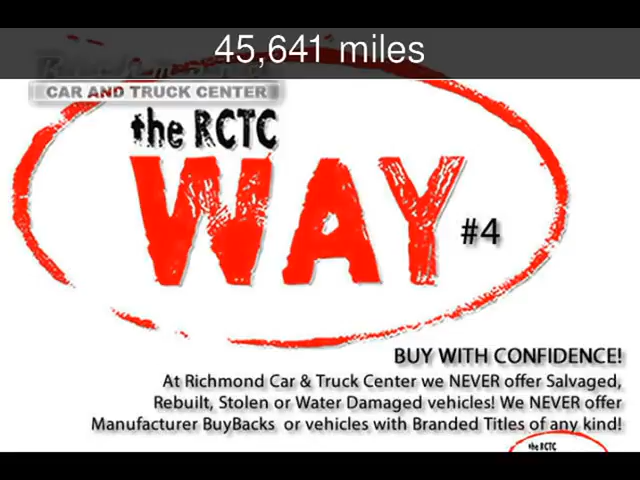 45,641 miles
CAR AND TRUCK CENTER
the RCTC
WAY
#4
BUY WITH CONFIDENCE!
At Richmond Car & Truck Center we NEVER offer Salvaged,
Rebuilt, Stolen or Water Damaged vehicles! We NEVER offer
Manufacturer BuyBacks or vehicles with Branded Titles of any kind!
the RCTC